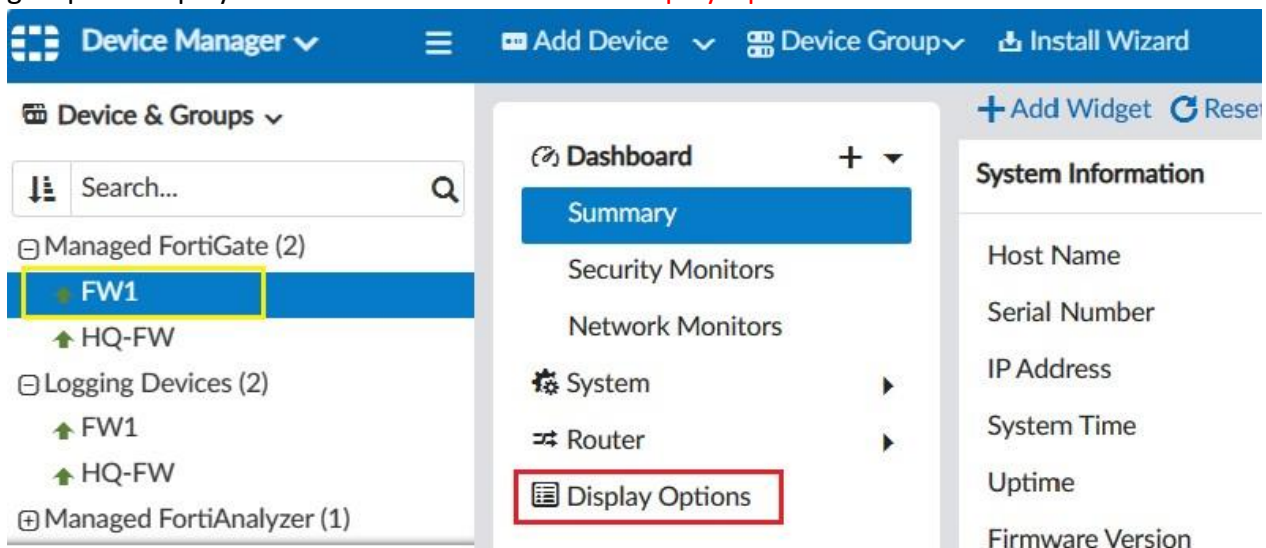 Device Manager
Add Device
Device Group
Install Wizard
Device & Groups
Search...
Managed FortiGate (2)
FW1
HQ-FW
Logging Devices (2)
FW1
HQ-FW
Managed FortiAnalyzer (1)
Dashboard
Summary
Security Monitors
Network Monitors
System
Router
Display Options
Add Widget
Reset
System Information
Host Name
Serial Number
IP Address
System Time
Uptime
Firmware Version